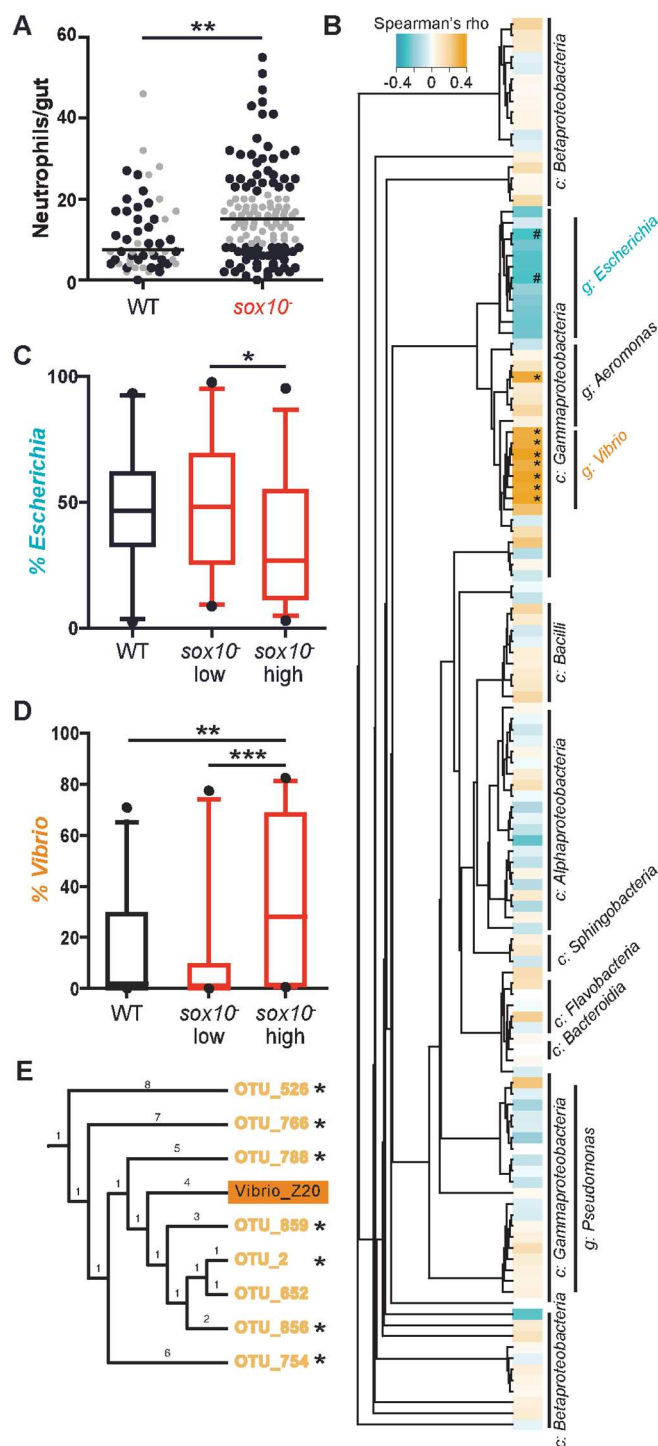 A
**
Neutrophils/gut
60
40
20
0
WT
sox10-
B
Spearman's rho
-0.4
0
0.4
c: Betaproteobacteria
#
#
g: Escherichia
*
g: Aeromonas
c: Gammaproteobacteria
*
*
*
*
*
*
*
g: Vibrio
c: Bacilli
c: Alphaproteobacteria
c: Sphingobacteria
c: Flavobacteria
c: Bacteroidia
c: Gammaproteobacteria
g: Pseudomonas
c: Betaproteobacteria
C
*
% Escherichia
100
50
0
WT
sox10-
low
sox10-
high
D
**
***
% Vibrio
100
80
60
40
20
0
WT
sox10-
low
sox10-
high
E
8
OTU_526 *
1
7
OTU_766 *
1
5
OTU_788 *
1
4
Vibrio_Z20
1
3
OTU_859 *
1
1
OTU_2 *
1
1
1
OTU_652
1
2
OTU_856 *
1
6
OTU_754 *